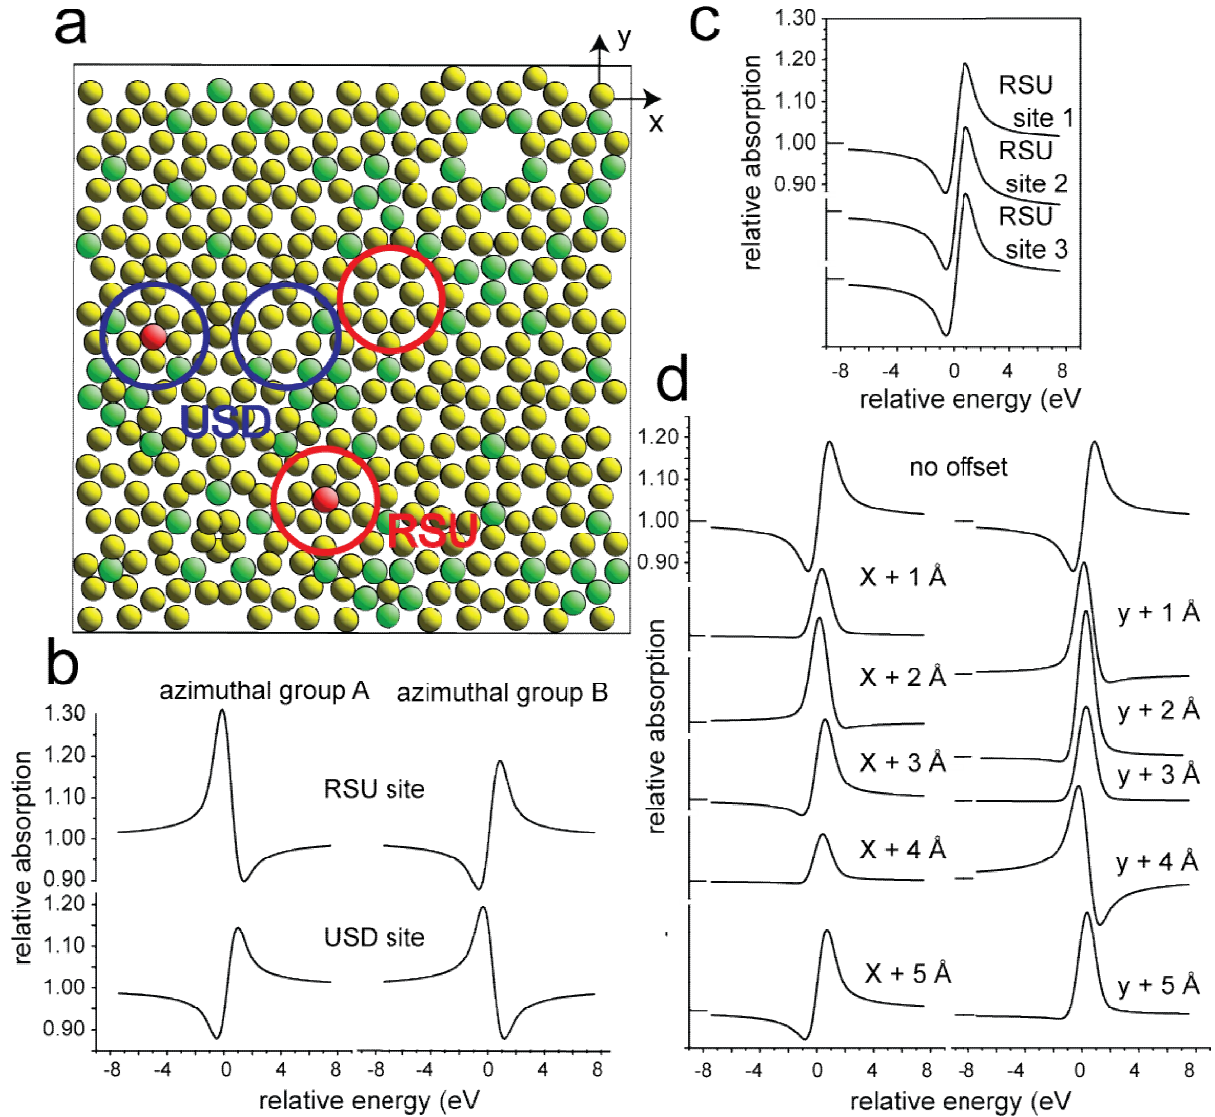 a
y
x
USD
RSU
b
azimuthal group A
azimuthal group B
1.30
1.20
1.10
1.00
0.90
RSU site
1.20
1.10
1.00
0.90
USD site
relative absorption
-8
-4
0
4
8
-8
-4
0
4
8
relative energy (eV
c
1.30
1.20
1.10
1.00
0.90
relative absorption
RSU
site 1
RSU
site 2
RSU
site 3
-8
-4
0
4
8
relative energy (eV
d
1.20
1.10
1.00
0.90
relative absorption
no offset
X + 1 Å
y + 1 Å
X + 2 Å
y + 2 Å
X + 3 Å
y + 3 Å
X + 4 Å
y + 4 Å
X + 5 Å
y + 5 Å
-8
-4
0
4
8
-8
-4
0
4
8
relative energy (eV